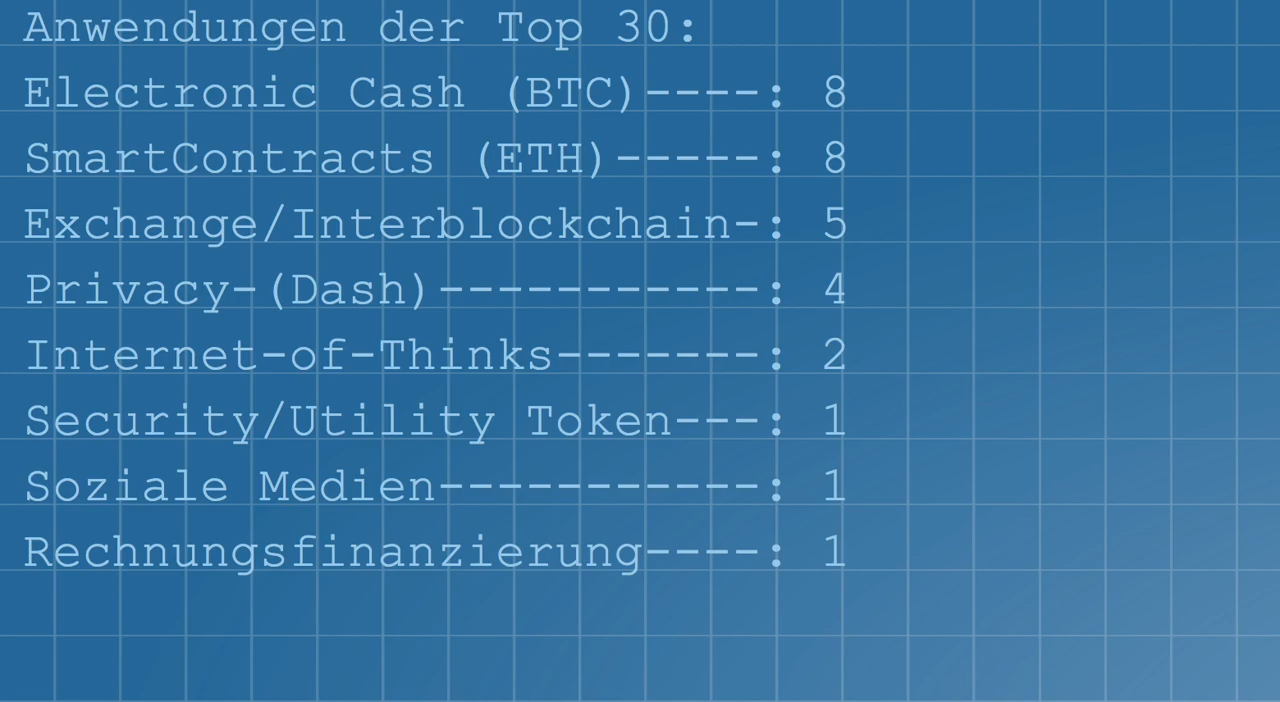 Anwendungen der Top 30:
Electronic Cash (BTC)----: 8
SmartContracts (ETH)-----: 8
Exchange/Interblockchain-: 5
Privacy-(Dash)-----------: 4
Internet-of-Thinks-------: 2
Security/Utility Token---: 1
Soziale Medien-----------: 1
Rechnungsfinanzierung----: 1